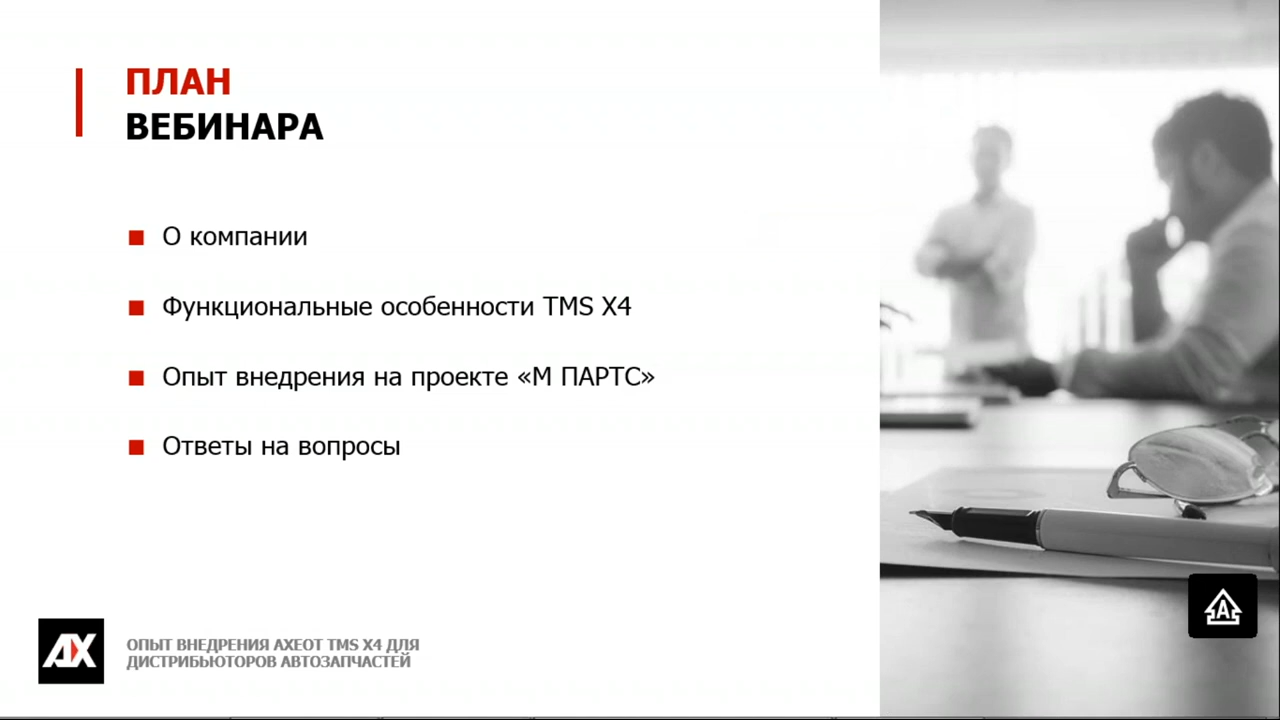 ПЛАН
ВЕБИНАРА
О компании
Функциональные особенности TMS X4
Опыт внедрения на проекте «М ПАРТС»
Ответы на вопросы
AX
ОПЫТ ВНЕДРЕНИЯ AXEOT TMS X4 ДЛЯ
ДИСТРИБЬЮТОРОВ АВТОЗАПЧАСТЕЙ
A